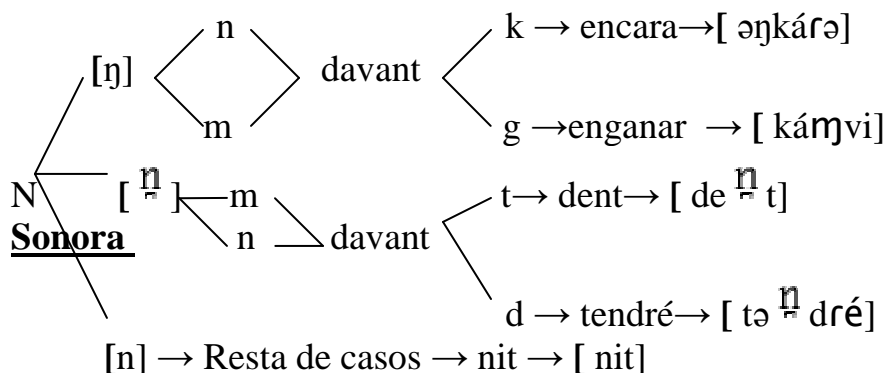 n k → encara→[ əŋkáɾə]
[ŋ] davant
m g →enganar → [ káɱvi]
N [ n̪ ] m t→ dent→ [ de n̪ t]
Sonora n davant
d → tendré→ [ tə n̪ dɾé]
[n] → Resta de casos → nit → [ nit]